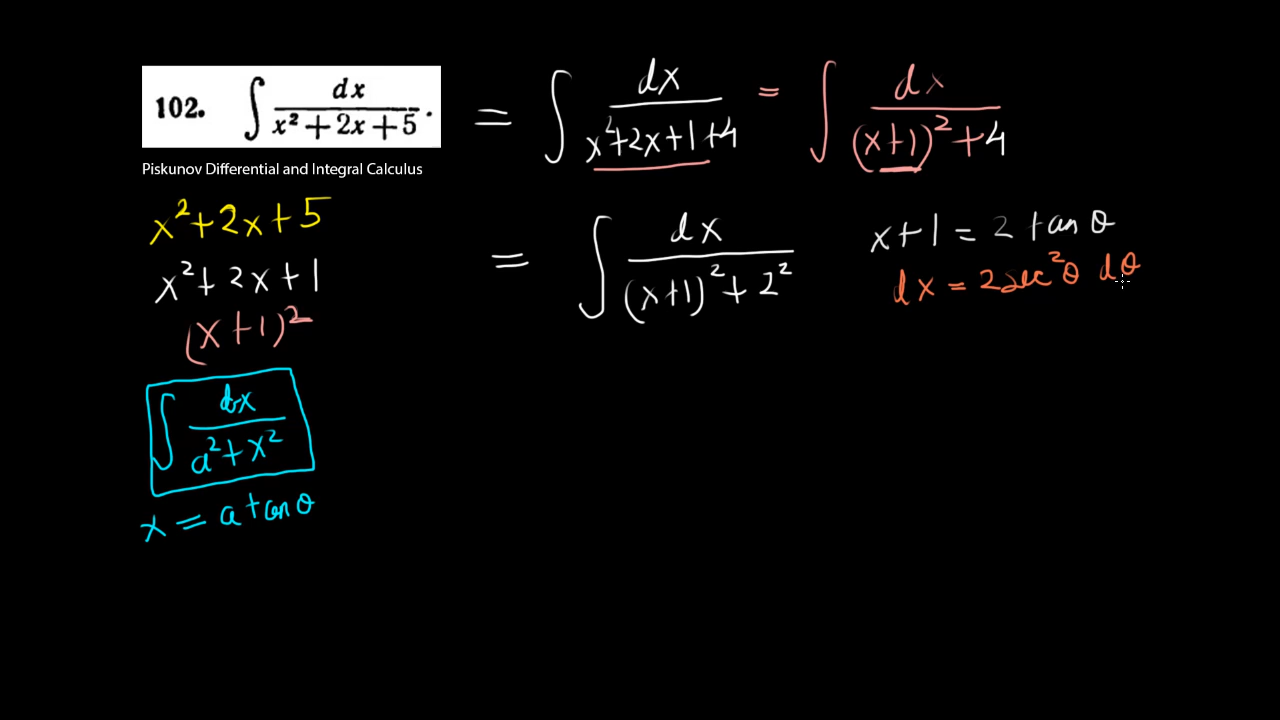 102. ∫ dx / (x² + 2x + 5) .
Piskunov Differential and Integral Calculus
= ∫ dx / (x²+2x+1+4) = ∫ dx / ((x+1)²+4)
x²+2x+5
x²+2x+1
(x+1)²
∫ dx / (a²+x²)
x = a tan θ
= ∫ dx / ((x+1)²+2²)
x+1 = 2 tan θ
dx = 2 sec²θ dθ